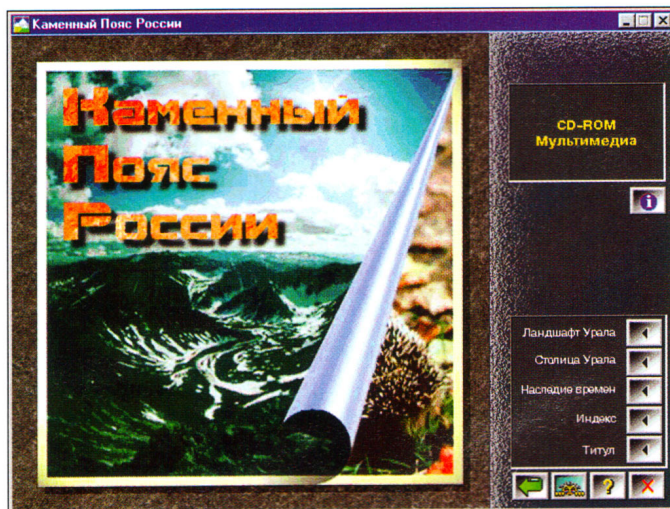 Каменный Пояс России
Каменный
Пояс
России
CD-ROM
Мультимедиа
i
Ландшафт Урала
Столица Урала
Наследие времен
Индекс
Титул
?